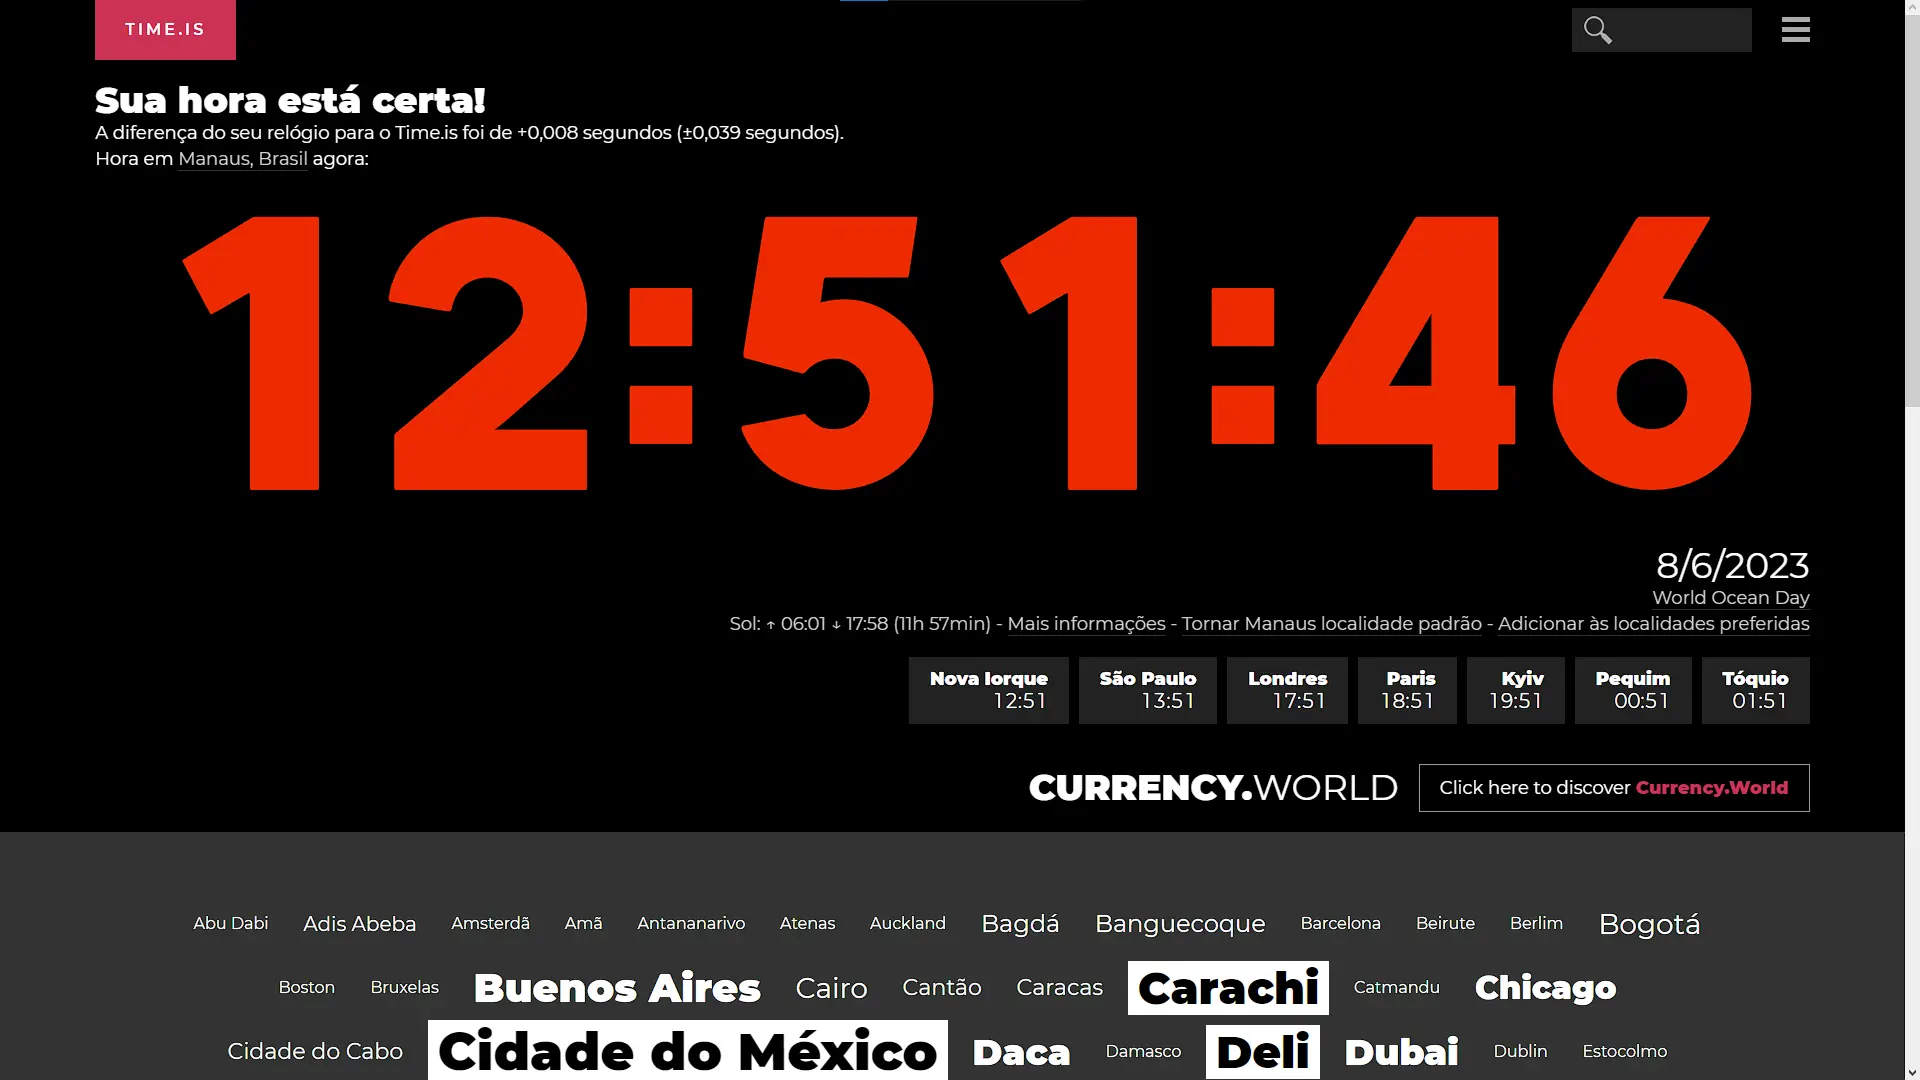 TIME.IS
Sua hora está certa!
A diferença do seu relógio para o Time.is foi de +0,008 segundos (±0,039 segundos).
Hora em Manaus, Brasil agora:
12:51:46
8/6/2023
World Ocean Day
Sol: ↑ 06:01 ↓ 17:58 (11h 57min) - Mais informações - Tornar Manaus localidade padrão - Adicionar às localidades preferidas
Nova Iorque São Paulo Londres Paris Kyiv Pequim Tóquio
12:51 13:51 17:51 18:51 19:51 00:51 01:51
CURRENCY.WORLD Click here to discover Currency.World
Abu Dabi Adis Abeba Amsterdã Amã Antananarivo Atenas Auckland Bagdá Banguecoque Barcelona Beirute Berlim Bogotá
Boston Bruxelas Buenos Aires Cairo Cantão Caracas Carachi Catmandu Chicago
Cidade do Cabo Cidade do México Daca Damasco Deli Dubai Dublin Estocolmo